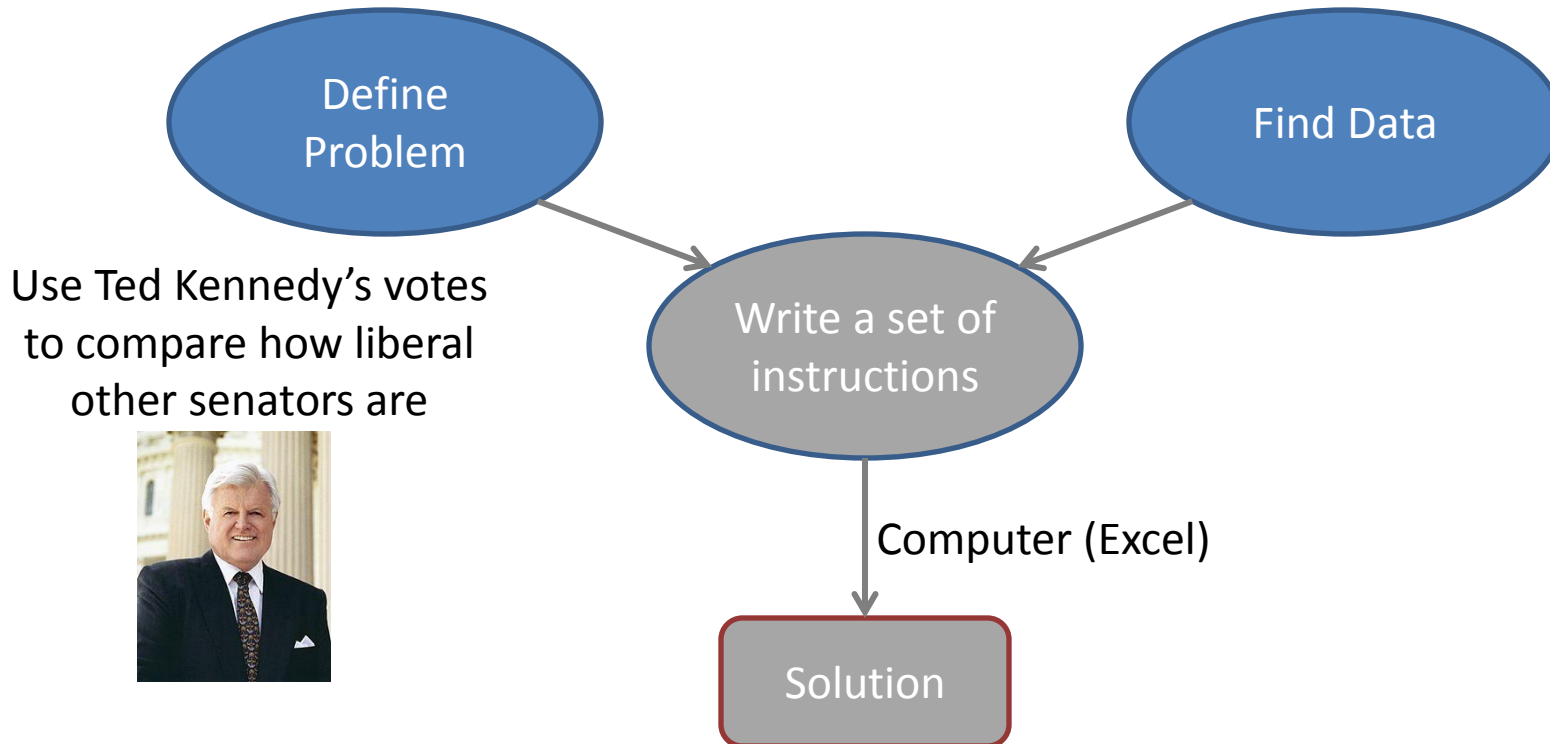 Define
Problem
Find Data
Use Ted Kennedy’s votes
to compare how liberal
other senators are
Write a set of
instructions
Computer (Excel)
Solution